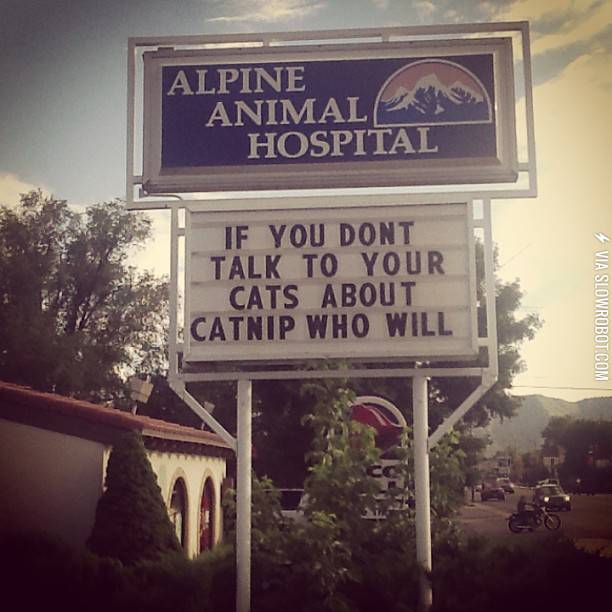 ALPINE
ANIMAL
HOSPITAL
IF YOU DONT
TALK TO YOUR
CATS ABOUT
CATNIP WHO WILL
VIA SLOWROBOT.COM